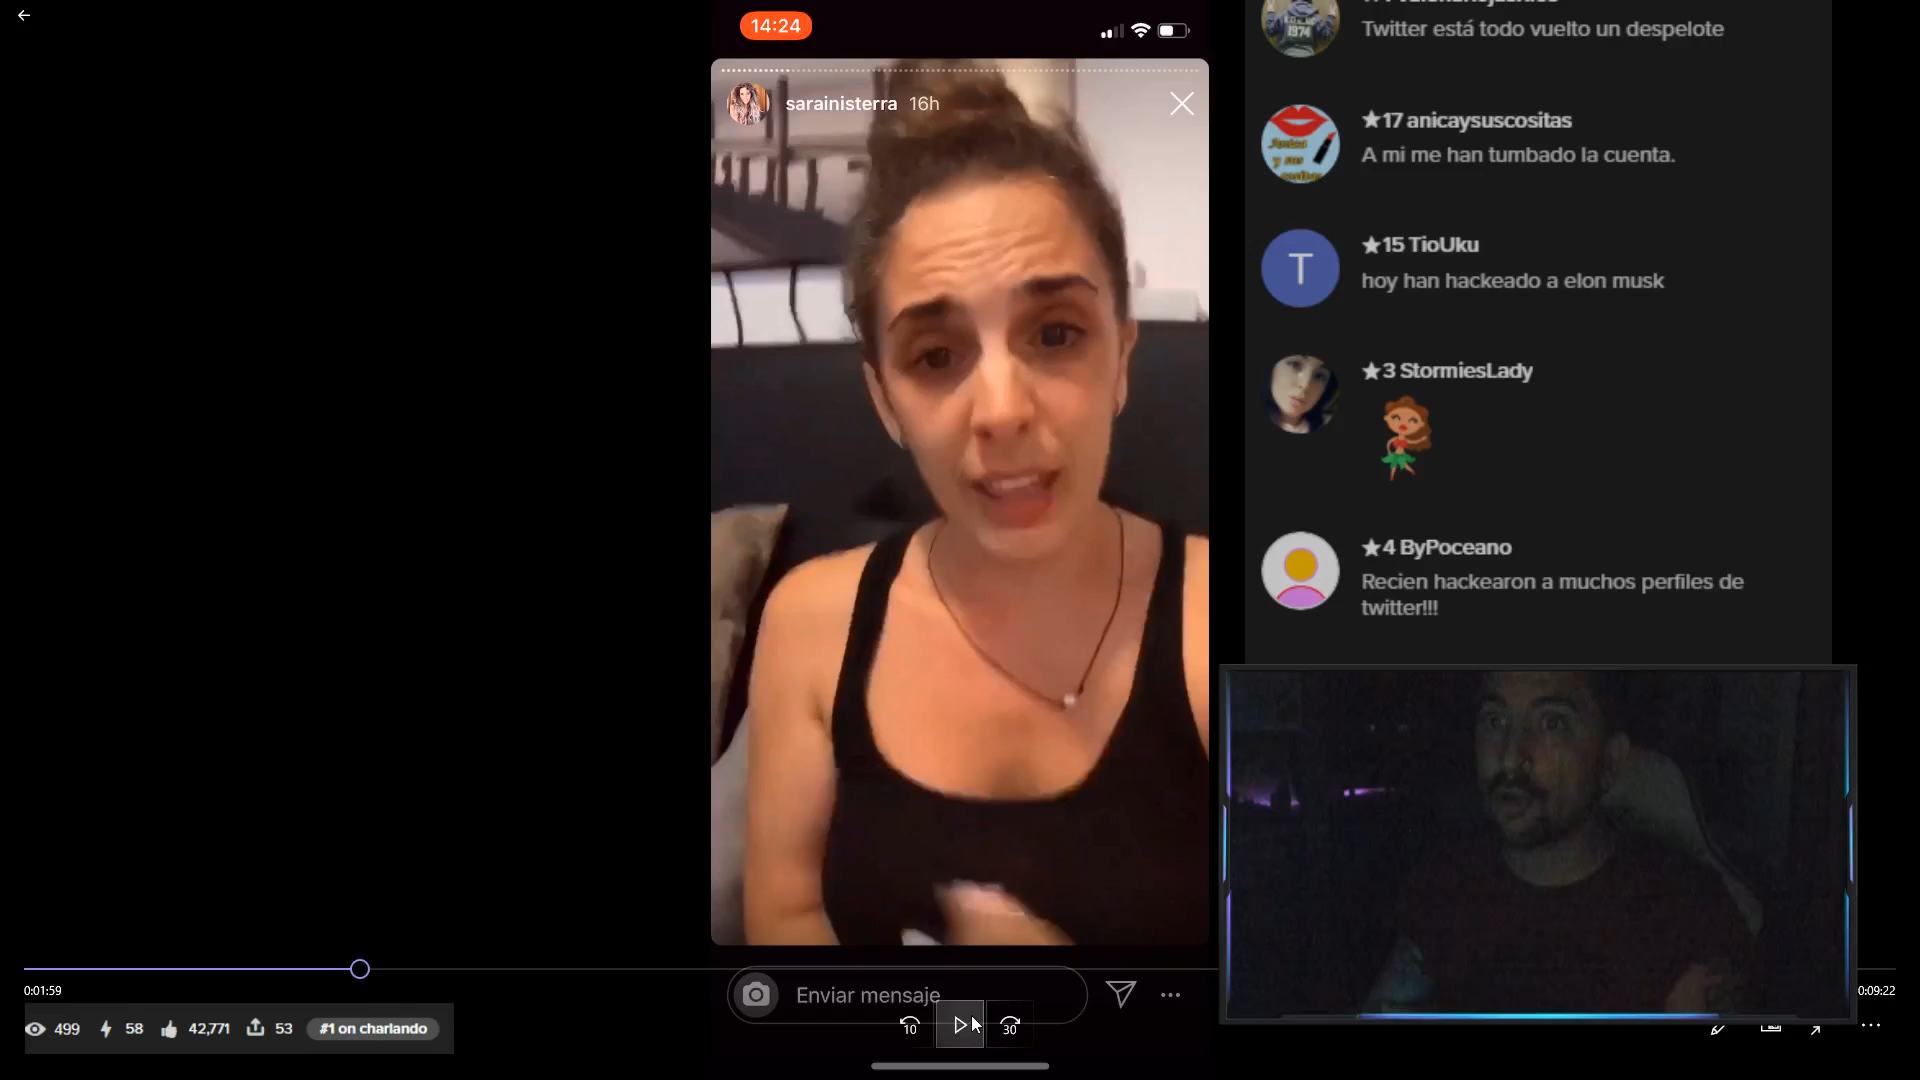 14:24
sarainisterra 16h
Twitter está todo vuelto un despelote
1974
★17 anicaysuscositas
A mi me han tumbado la cuenta.
T
★15 TioUku
hoy han hackeado a elon musk
★3 StormiesLady
★4 ByPoceano
Recien hackearon a muchos perfiles de
twitter!!!
0:01:59
0:09:22
Enviar mensaje
10
30
499 58 42,771 53 #1 on charlando